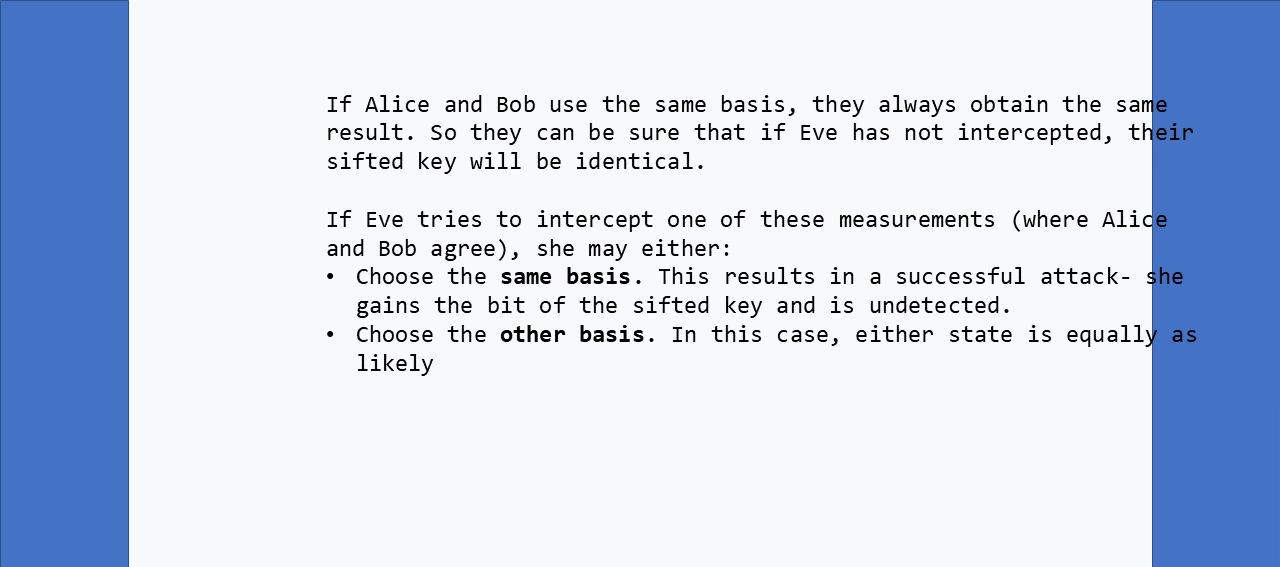 If Alice and Bob use the same basis, they always obtain the same
result. So they can be sure that if Eve has not intercepted, their
sifted key will be identical.
If Eve tries to intercept one of these measurements (where Alice
and Bob agree), she may either:
• Choose the same basis. This results in a successful attack- she
gains the bit of the sifted key and is undetected.
• Choose the other basis. In this case, either state is equally as
likely